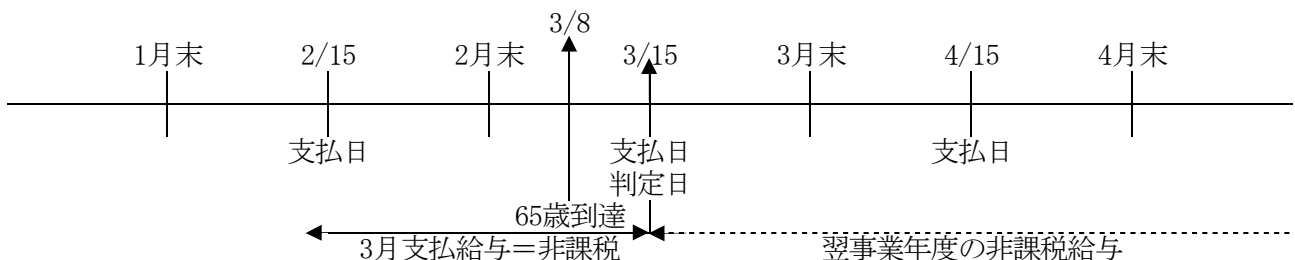 3/8
1月末 2/15 2月末 3/15 3月末 4/15 4月末
支払日 支払日 支払日
判定日
65歳到達
3月支払給与=非課税 翌事業年度の非課税給与